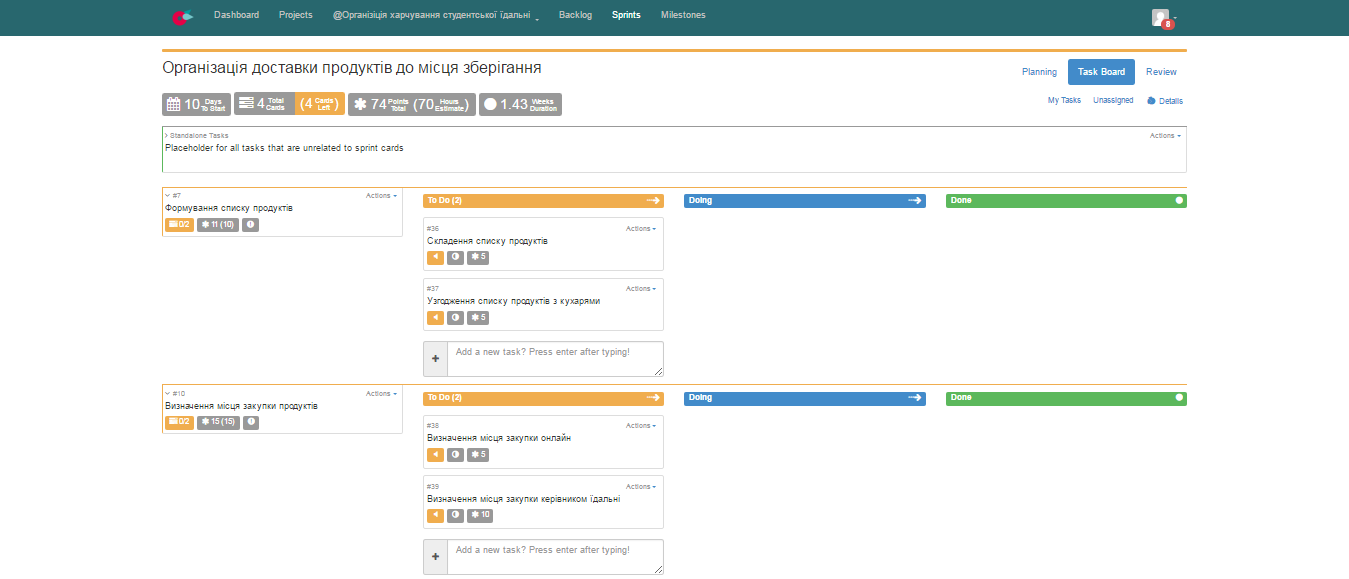 Dashboard Projects @Організіція харчування студентської їдальні Backlog Sprints Milestones
8
Організація доставки продуктів до місця зберігання
Planning Task Board Review
10 Days To Start 4 Total Cards (4 Cards Left) 74 Points Total (70 Hours Estimate) 1.43 Weeks Duration
My Tasks Unassigned Details
Standalone Tasks Actions
Placeholder for all tasks that are unrelated to sprint cards
#7 Actions
Формування списку продуктів
0/2 11 (10)
To Do (2) Doing Done
#36 Actions
Складення списку продуктів
5
#37 Actions
Узгодження списку продуктів з кухарями
5
Add a new task? Press enter after typing!
#10 Actions
Визначення місця закупки продуктів
0/2 15 (15)
To Do (2) Doing Done
#38 Actions
Визначення місця закупки онлайн
5
#39 Actions
Визначення місця закупки керівником їдальні
10
Add a new task? Press enter after typing!